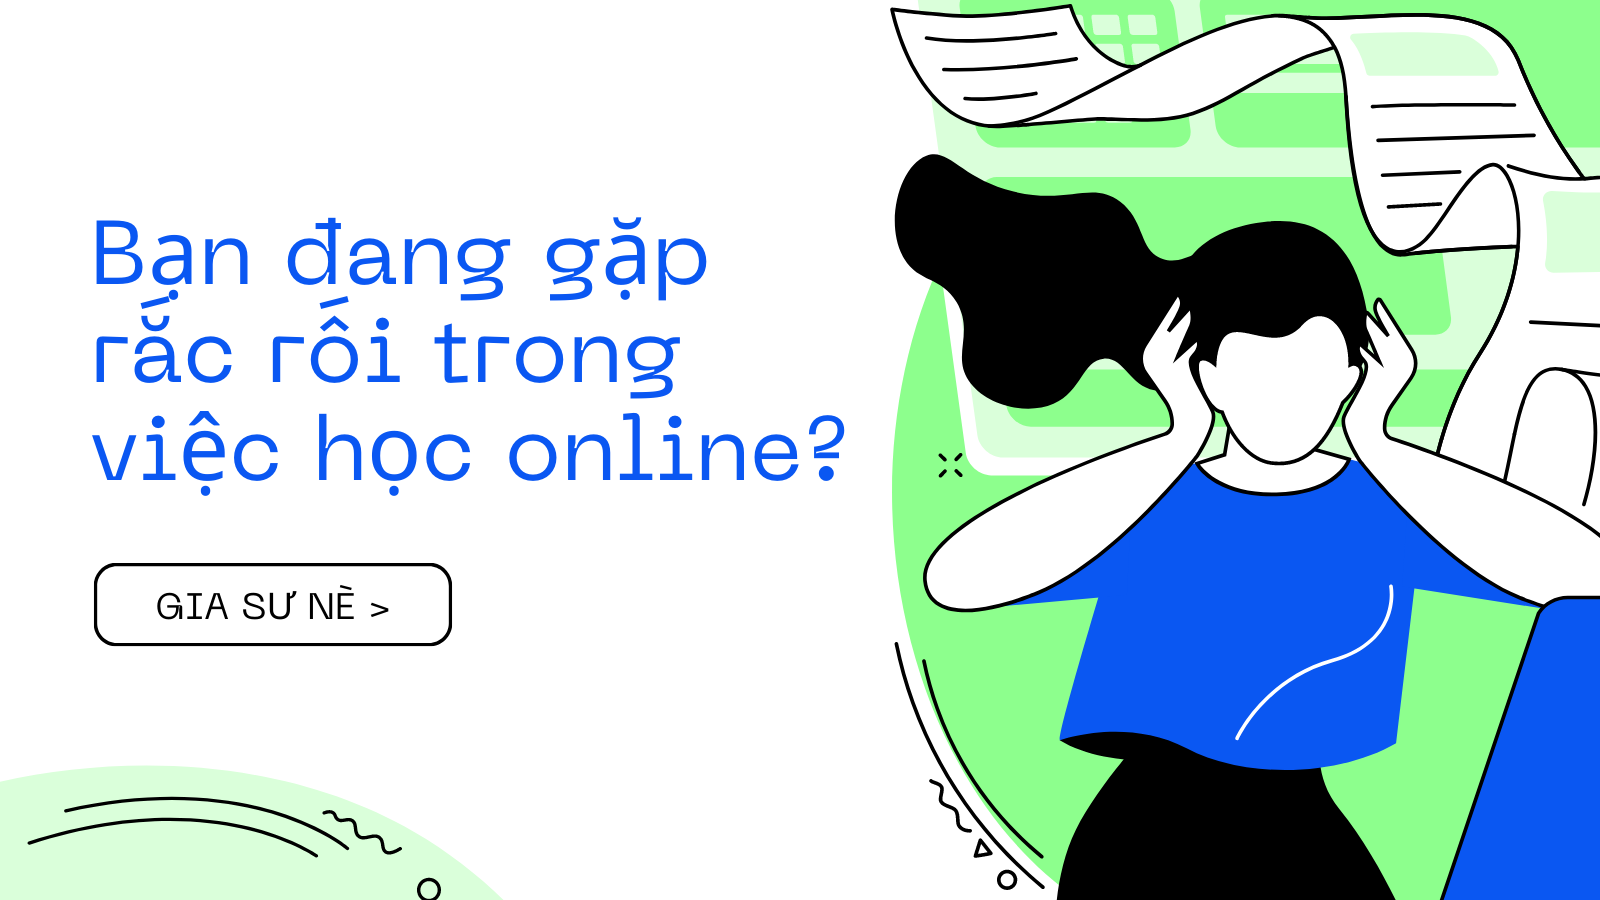 Bạn đang gặp
rắc rối trong
việc học online?
GIA SƯ NÈ >